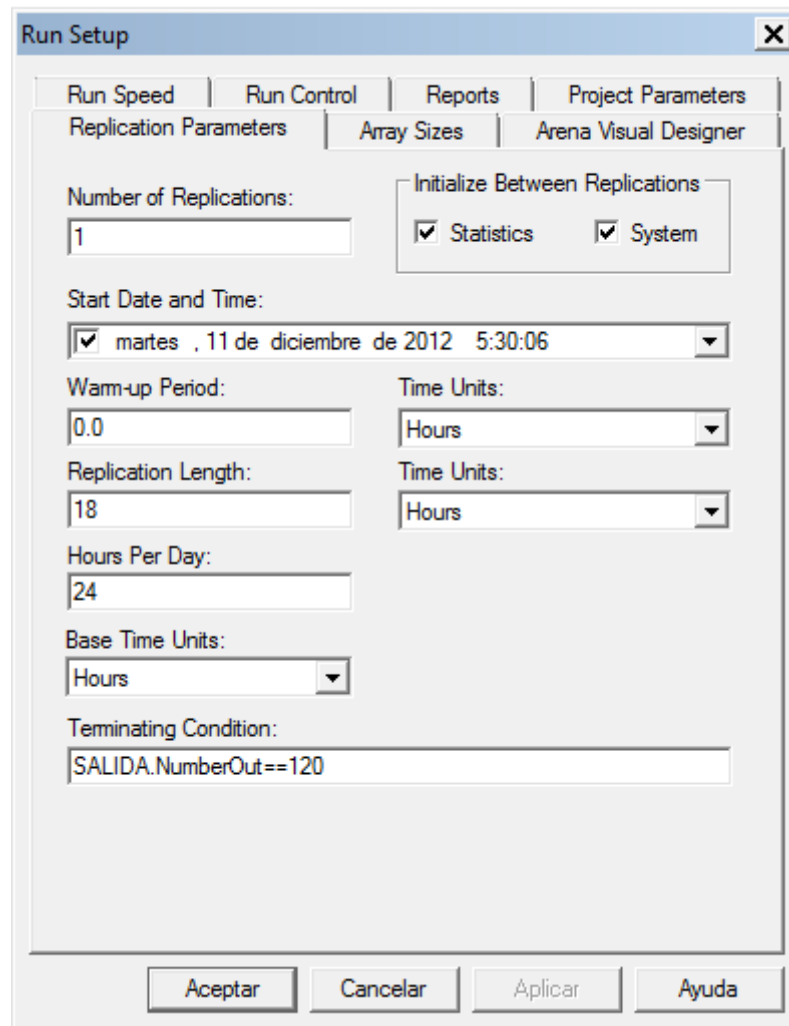 Run Setup
Run Speed Run Control Reports Project Parameters
Replication Parameters Array Sizes Arena Visual Designer
Number of Replications:
1
Initialize Between Replications
Statistics System
Start Date and Time:
martes , 11 de diciembre de 2012 5:30:06
Warm-up Period: Time Units:
0.0 Hours
Replication Length: Time Units:
18 Hours
Hours Per Day:
24
Base Time Units:
Hours
Terminating Condition:
SALIDA.NumberOut==120
Aceptar Cancelar Aplicar Ayuda